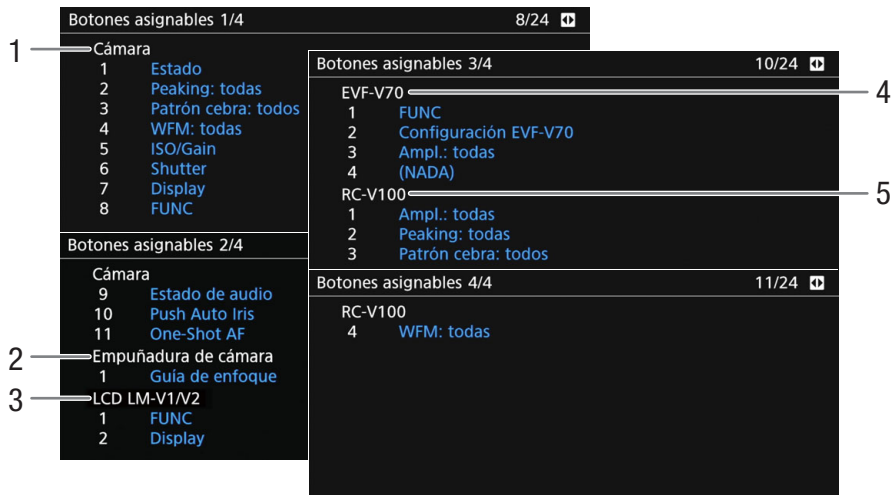 Botones asignables 1/4 8/24
1 Cámara
1 Estado
2 Peaking: todas
3 Patrón cebra: todos
4 WFM: todas
5 ISO/Gain
6 Shutter
7 Display
8 FUNC
Botones asignables 2/4
Cámara
9 Estado de audio
10 Push Auto Iris
11 One-Shot AF
2 Empuñadura de cámara
1 Guía de enfoque
3 LCD LM-V1/V2
1 FUNC
2 Display
Botones asignables 3/4 10/24
EVF-V70 4
1 FUNC
2 Configuración EVF-V70
3 Ampl.: todas
4 (NADA)
RC-V100 5
1 Ampl.: todas
2 Peaking: todas
3 Patrón cebra: todos
Botones asignables 4/4 11/24
RC-V100
4 WFM: todas